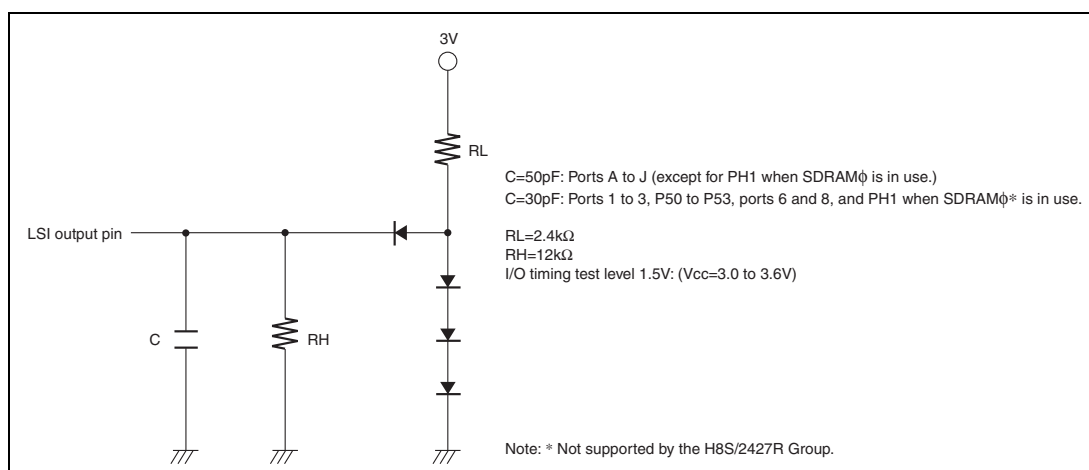 3V
RL
C=50pF: Ports A to J (except for PH1 when SDRAMϕ is in use.)
C=30pF: Ports 1 to 3, P50 to P53, ports 6 and 8, and PH1 when SDRAMϕ* is in use.
LSI output pin
RL=2.4kΩ
RH=12kΩ
I/O timing test level 1.5V: (Vcc=3.0 to 3.6V)
C
RH
Note: * Not supported by the H8S/2427R Group.